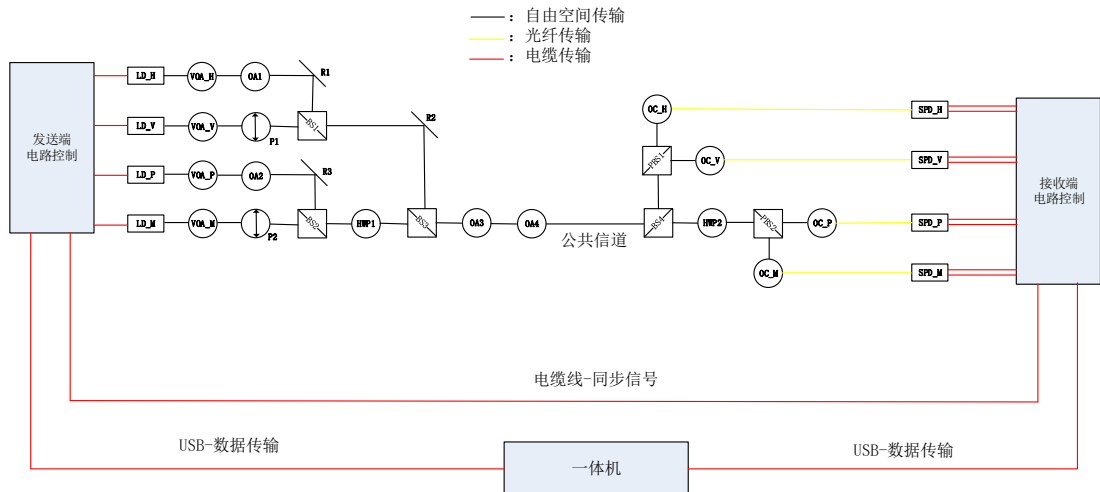 ：自由空间传输
：光纤传输
：电缆传输
发送端
电路控制
LD_H
VOA_H
OA1
R1
LD_V
VOA_V
P1
BS1
R2
LD_P
VOA_P
OA2
R3
LD_M
VOA_M
P2
BS2
HWP1
BS3
OA3
OA4
公共信道
OC_H
PBS1
OC_V
BS4
HWP2
PBS2
OC_P
OC_M
SPD_H
SPD_V
SPD_P
SPD_M
接收端
电路控制
电缆线-同步信号
USB-数据传输
一体机
USB-数据传输